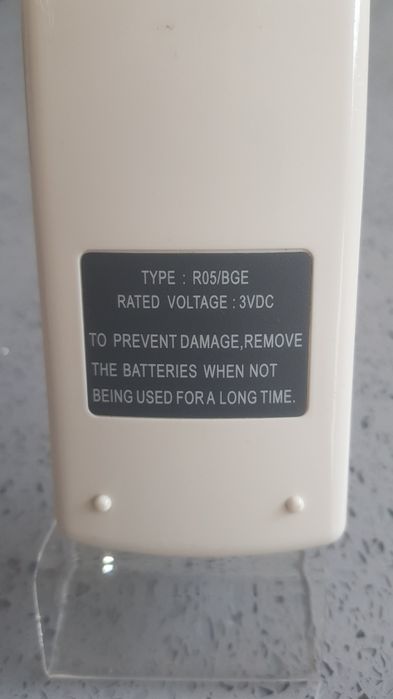 TYPE : R05/BGE
RATED VOLTAGE : 3VDC
TO PREVENT DAMAGE,REMOVE
THE BATTERIES WHEN NOT
BEING USED FOR A LONG TIME.